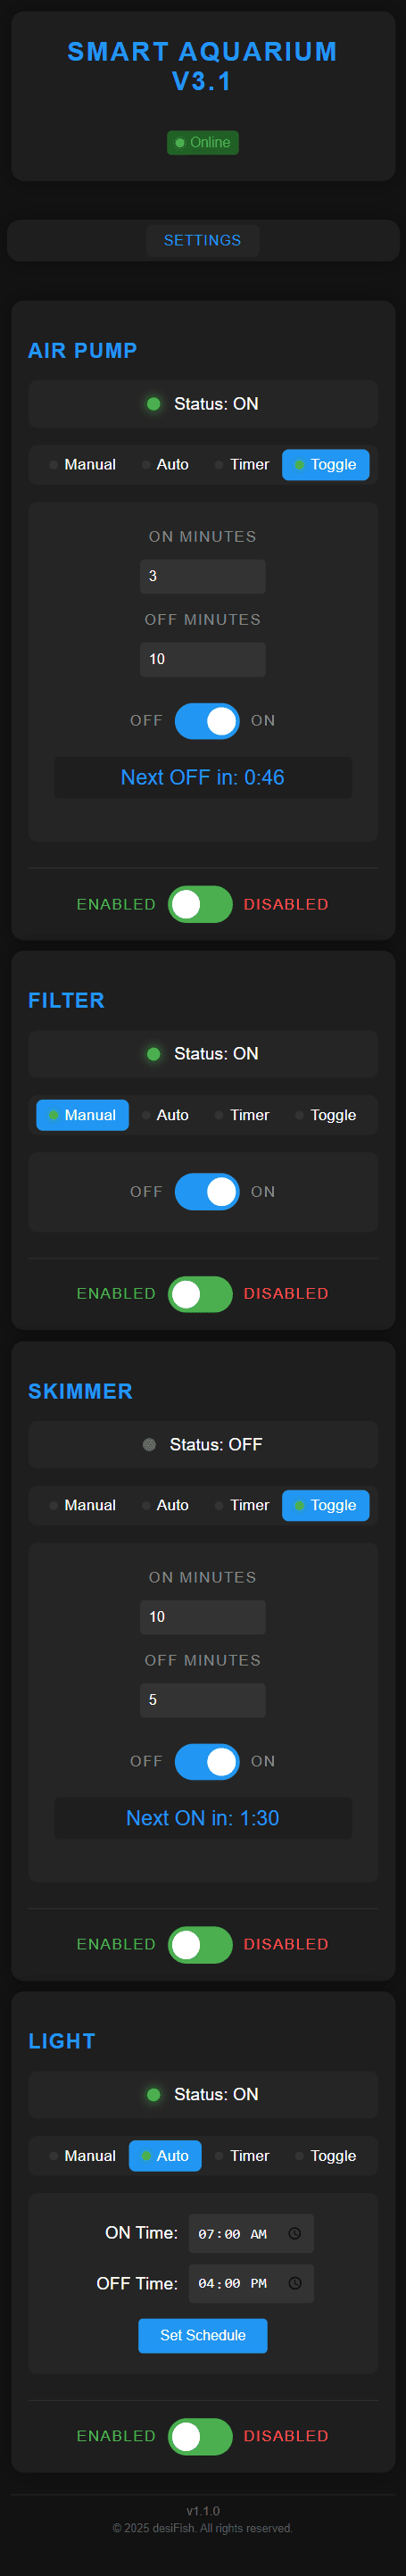 SMART AQUARIUM
V3.1
Online
SETTINGS
AIR PUMP
Status: ON
Manual Auto Timer Toggle
ON MINUTES
3
OFF MINUTES
10
OFF ON
Next OFF in: 0:46
ENABLED DISABLED
FILTER
Status: ON
Manual Auto Timer Toggle
OFF ON
ENABLED DISABLED
SKIMMER
Status: OFF
Manual Auto Timer Toggle
ON MINUTES
10
OFF MINUTES
5
OFF ON
Next ON in: 1:30
ENABLED DISABLED
LIGHT
Status: ON
Manual Auto Timer Toggle
ON Time: 07:00 AM
OFF Time: 04:00 PM
Set Schedule
ENABLED DISABLED
v1.1.0
© 2025 desiFish. All rights reserved.